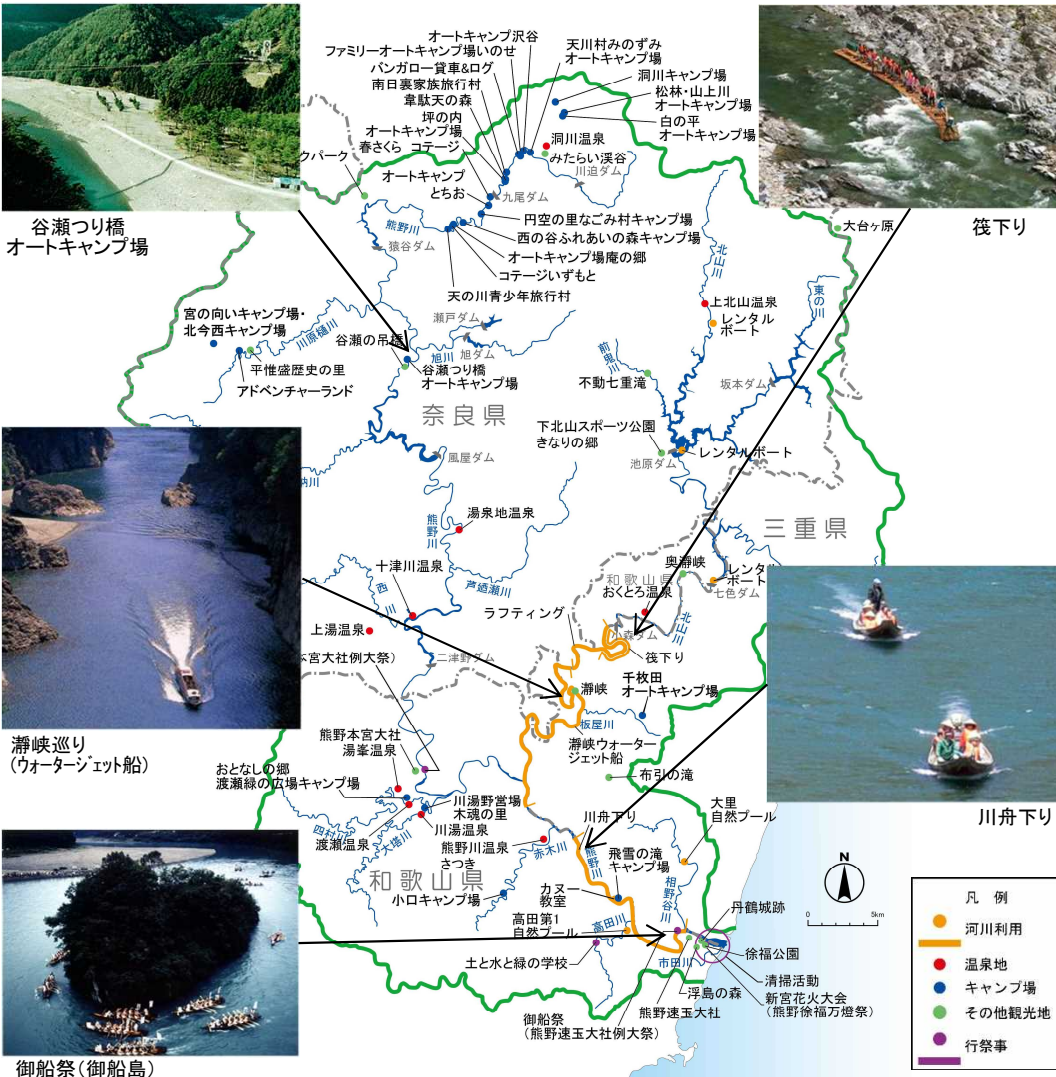 オートキャンプ沢谷
ファミリーオートキャンプ場いのせ
バンガロー貸車&ログ
南日裏家族旅行村
韋駄天の森
坪の内
オートキャンプ場
春さくら コテージ
クパーク
オートキャンプ
とちお
天川村みのずみ
オートキャンプ場
洞川キャンプ場
松林・山上川
オートキャンプ場
白の平
オートキャンプ場
洞川温泉
みたらい渓谷
川迫ダム
九尾ダム
熊野川
猿谷ダム
円空の里なごみ村キャンプ場
西の谷ふれあいの森キャンプ場
オートキャンプ場庵の郷
コテージいずもと
天の川青少年旅行村
谷瀬つり橋
オートキャンプ場
筏下り
大台ヶ原
北山川
東の川
上北山温泉
レンタル
ボート
宮の向いキャンプ場・
北今西キャンプ場
川原樋川
平惟盛歴史の里
アドベンチャーランド
瀬戸ダム
谷瀬の吊橋
旭川
旭ダム
谷瀬つり橋
オートキャンプ場
前鬼川
不動七重滝
坂本ダム
奈良県
下北山スポーツ公園
きなりの郷
池原ダム
レンタルボート
風屋ダム
納川
熊野川
湯泉地温泉
三重県
奥瀞峡
和歌山県
おくとろ温泉
レンタル
ボート
七色ダム
十津川温泉
芦廼瀬川
西川
ラフティング
小森ダム
北山川
上湯温泉
二津野ダム
筏下り
本宮大社例大祭)
千枚田
オートキャンプ場
瀞峡
板屋川
瀞峡巡り
(ウォータージェット船)
熊野本宮大社
湯峯温泉
瀞峡ウォーター
ジェット船
おとなしの郷
渡瀬緑の広場キャンプ場
布引の滝
川湯野営場
木魂の里
川舟下り
大里
自然プール
川舟下り
四村川
渡瀬温泉
大塔川
川湯温泉
熊野川温泉
さつき
赤木川
熊野川
飛雪の滝
キャンプ場
相野谷川
和歌山県
小口キャンプ場
カヌー
教室
丹鶴城跡
高田第1
自然プール
高田川
土と水と緑の学校
市田川
徐福公園
清掃活動
浮島の森
新宮花火大会
(熊野徐福万燈祭)
熊野速玉大社
御船祭
(熊野速玉大社例大祭)
御船祭(御船島)
N
0
5km
凡 例
河川利用
温泉地
キャンプ場
その他観光地
行祭事